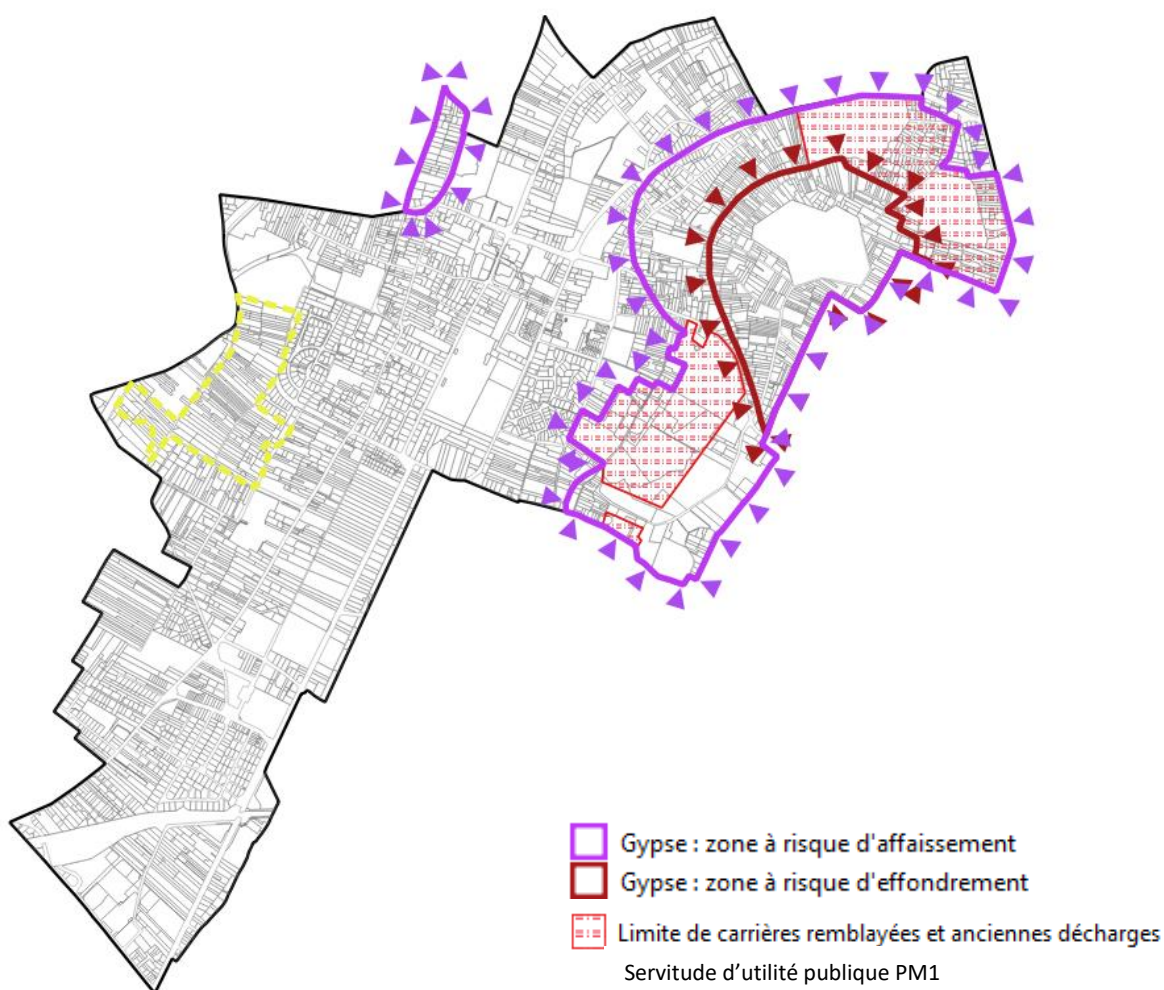 Gypse : zone à risque d'affaissement
Gypse : zone à risque d'effondrement
Limite de carrières remblayées et anciennes décharges
Servitude d’utilité publique PM1